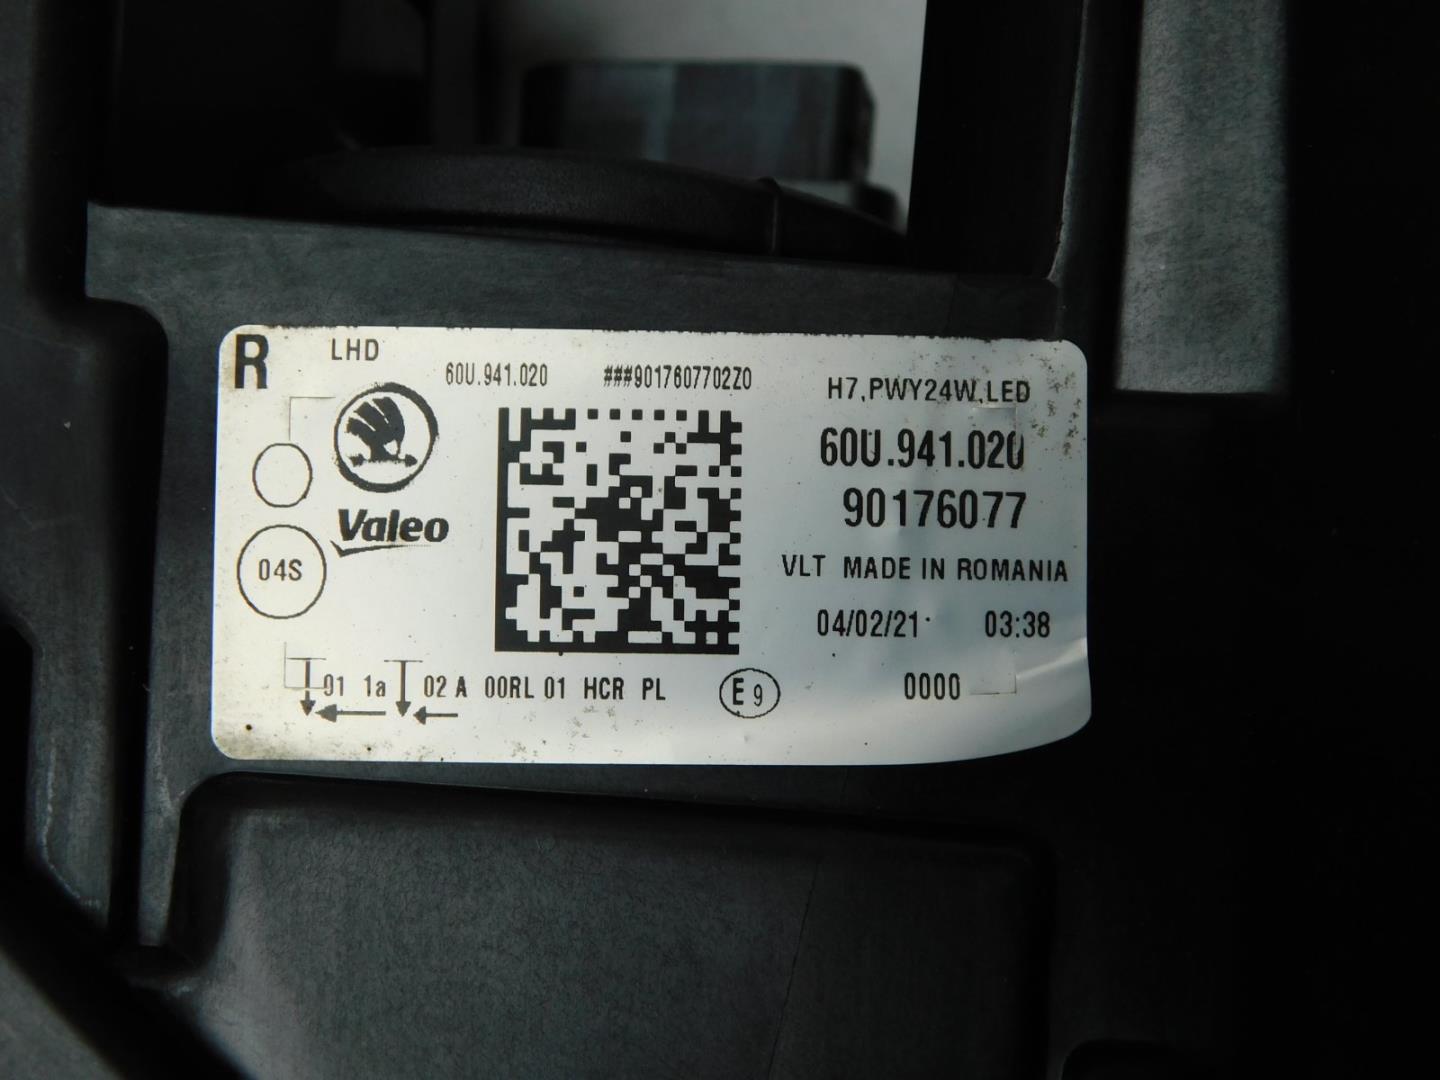 R LHD
60U.941.020 ###9017607702Z0
H7,PWY24W,LED
60U.941.020
90176077
Valeo
04S
VLT MADE IN ROMANIA
04/02/21 03:38
01 1a 02 A 00RL 01 HCR PL E 9 0000